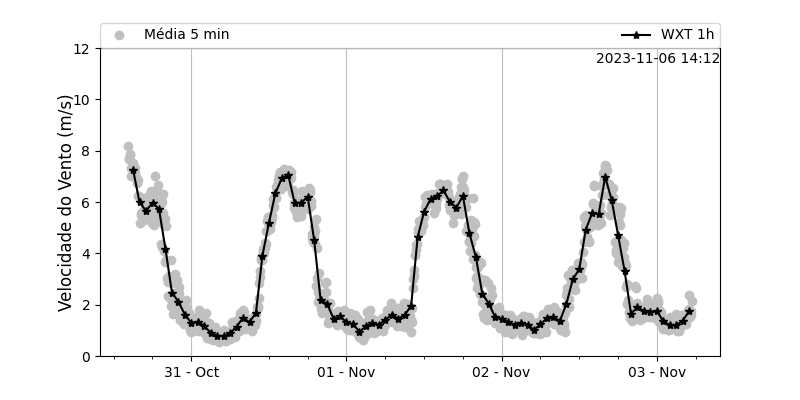 Média 5 min
WXT 1h
2023-11-06 14:12
Velocidade do Vento (m/s)
12
10
8
6
4
2
0
31 - Oct
01 - Nov
02 - Nov
03 - Nov